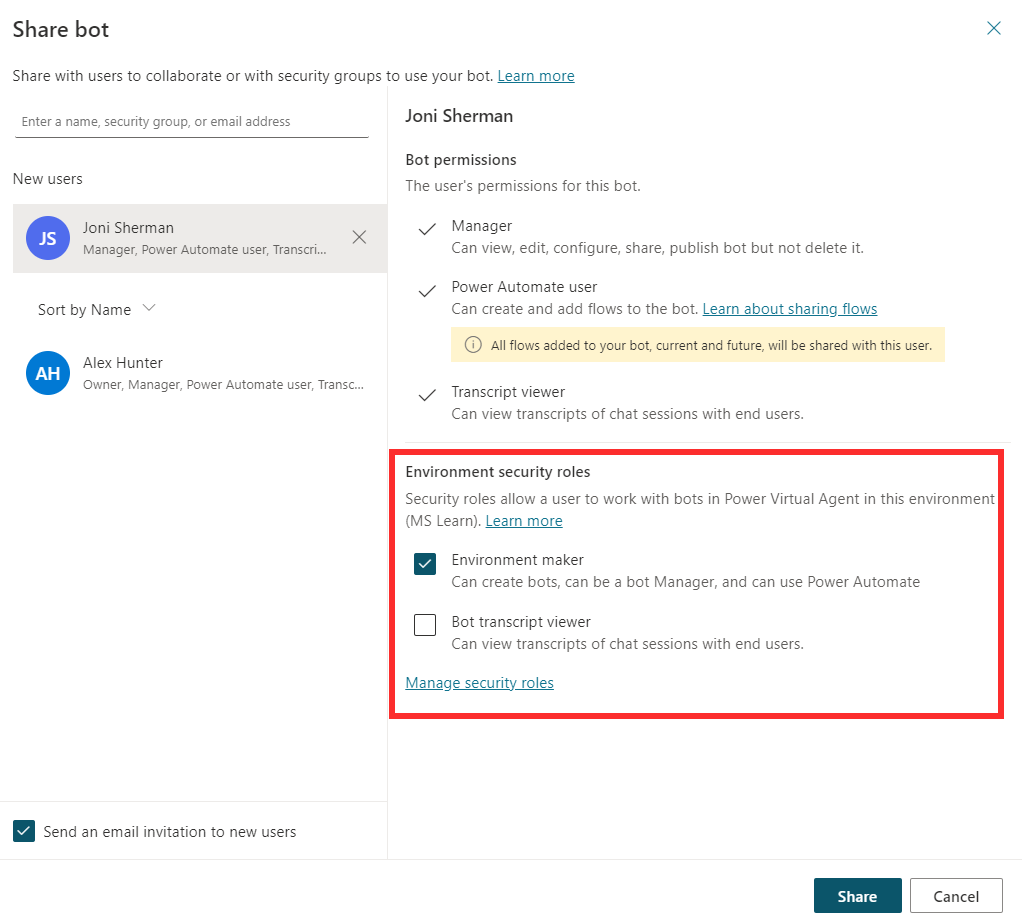 Share bot
Share with users to collaborate or with security groups to use your bot. Learn more
Enter a name, security group, or email address
New users
JS
Joni Sherman
Manager, Power Automate user, Transcri...
Sort by Name
AH
Alex Hunter
Owner, Manager, Power Automate user, Transc...
Send an email invitation to new users
Joni Sherman
Bot permissions
The user's permissions for this bot.
Manager
Can view, edit, configure, share, publish bot but not delete it.
Power Automate user
Can create and add flows to the bot. Learn about sharing flows
All flows added to your bot, current and future, will be shared with this user.
Transcript viewer
Can view transcripts of chat sessions with end users.
Environment security roles
Security roles allow a user to work with bots in Power Virtual Agent in this environment
(MS Learn). Learn more
Environment maker
Can create bots, can be a bot Manager, and can use Power Automate
Bot transcript viewer
Can view transcripts of chat sessions with end users.
Manage security roles
Share
Cancel